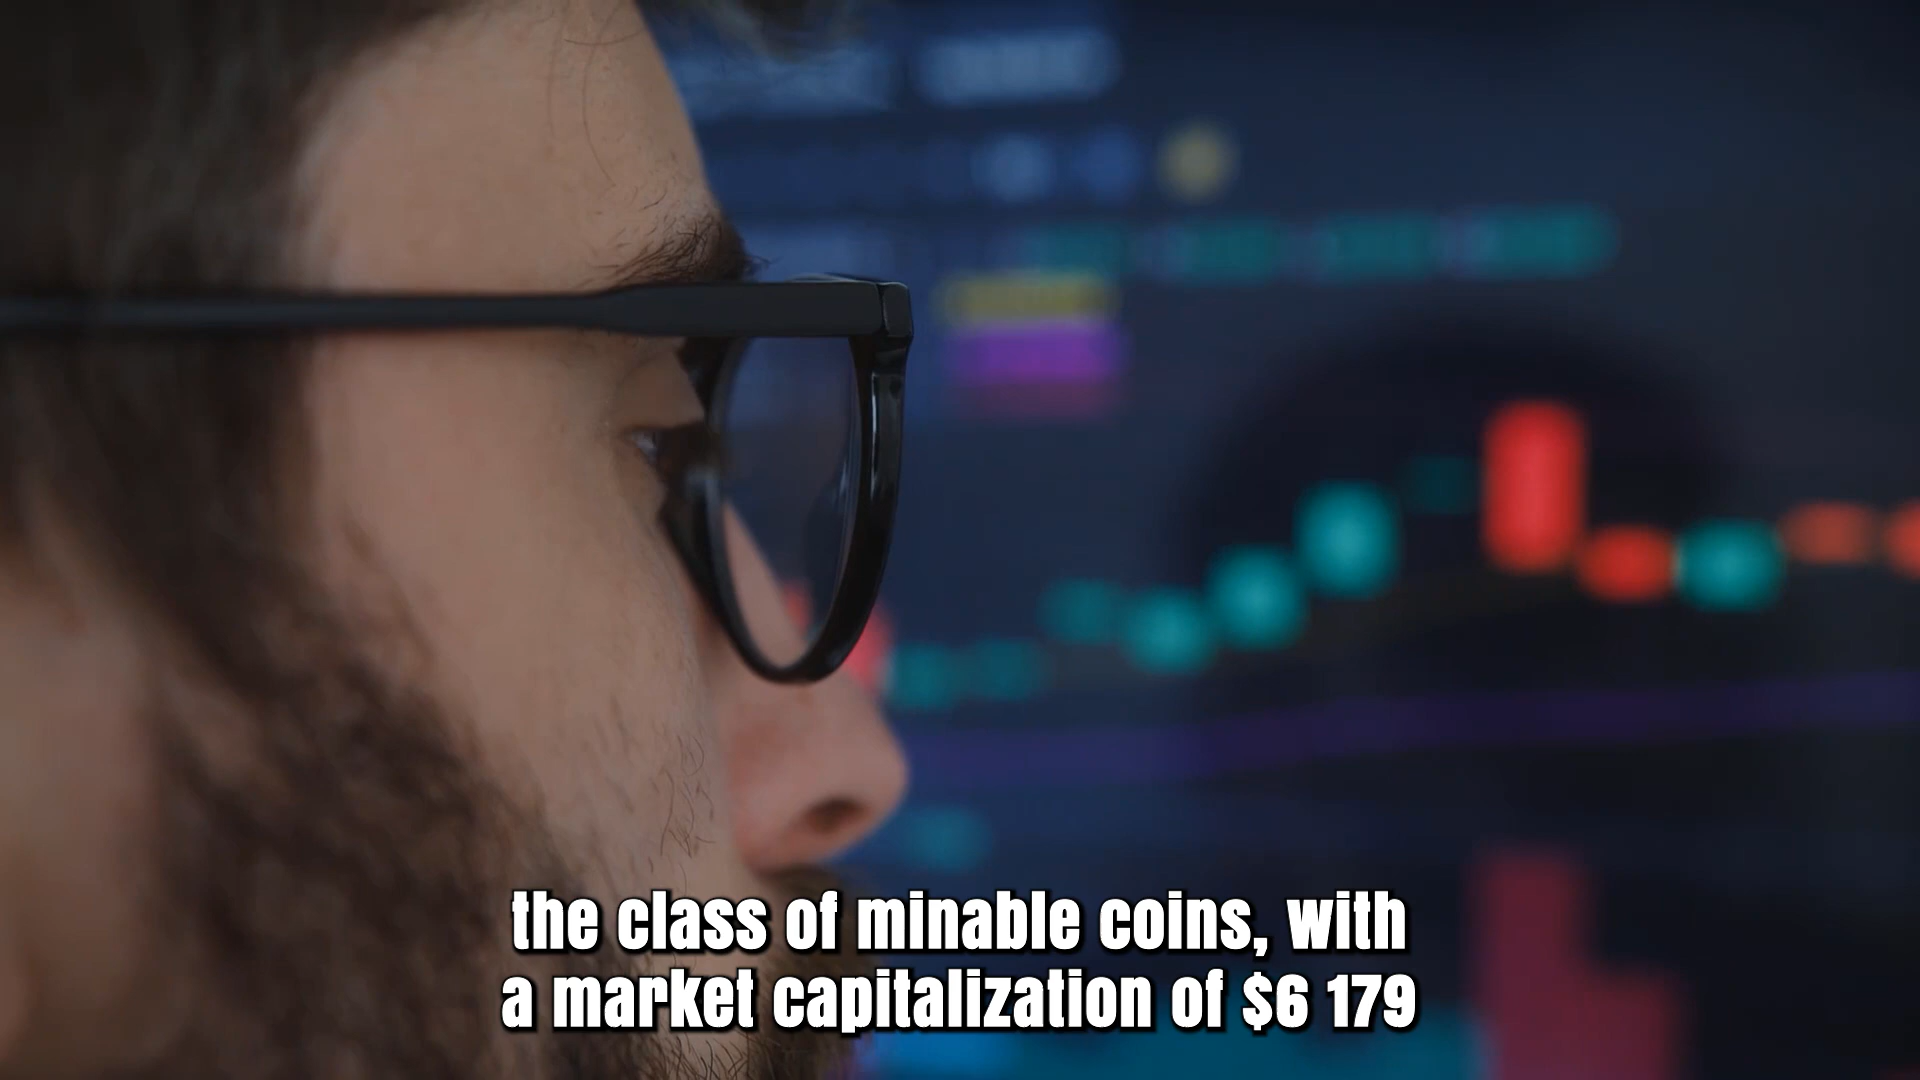 the class of minable coins, with
a market capitalization of $6 179